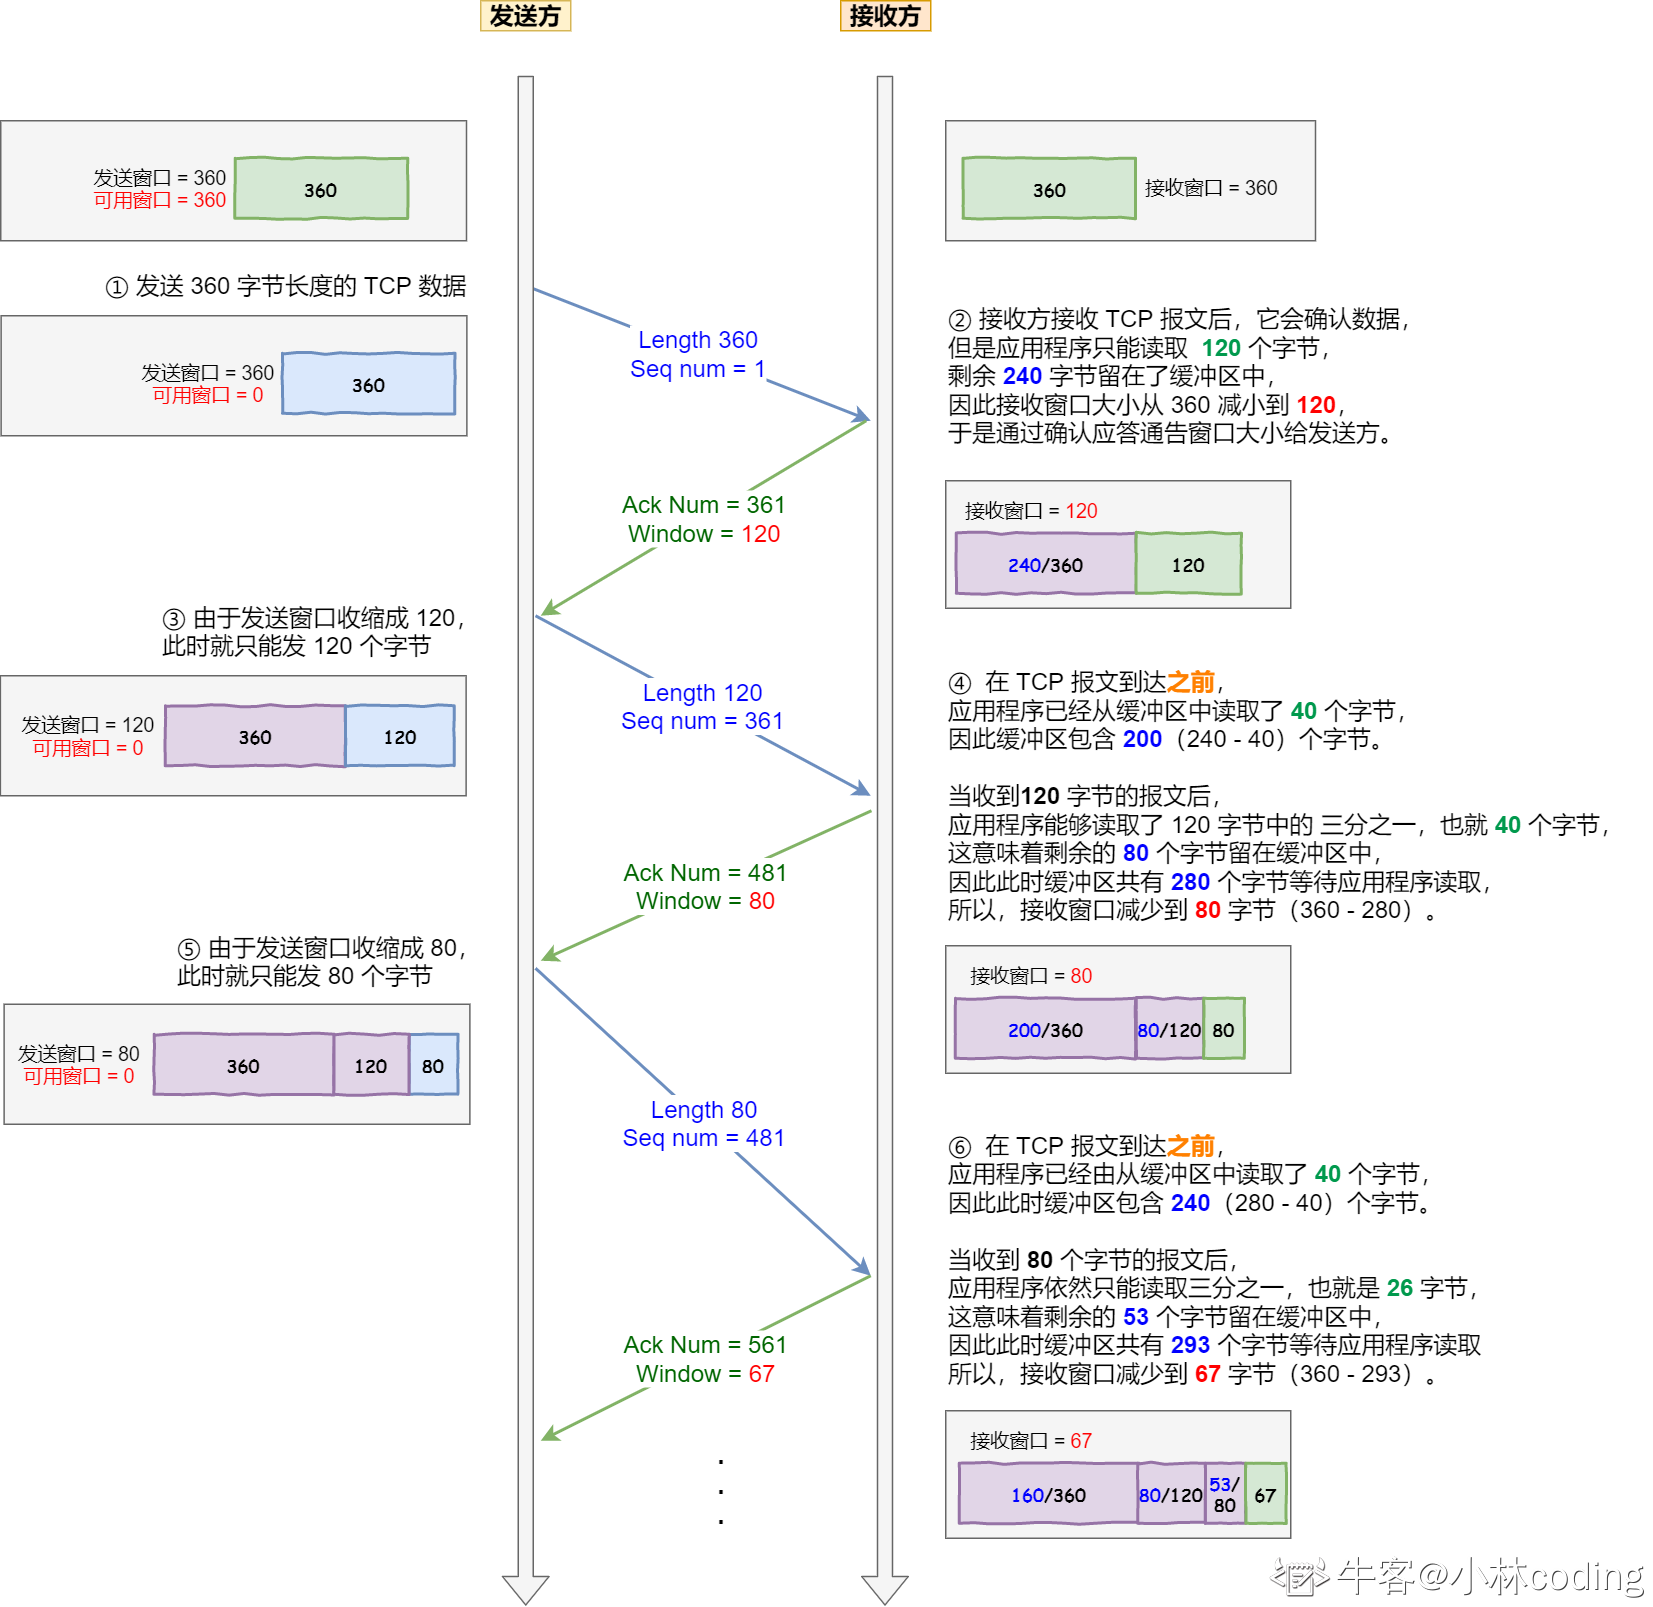 发送方
接收方
发送窗口 = 360
可用窗口 = 360
360
360
接收窗口 = 360
① 发送 360 字节长度的 TCP 数据
发送窗口 = 360
可用窗口 = 0
360
Length 360
Seq num = 1
② 接收方接收 TCP 报文后，它会确认数据，
但是应用程序只能读取 120 个字节，
剩余 240 字节留在了缓冲区中，
因此接收窗口大小从 360 减小到 120，
于是通过确认应答通告窗口大小给发送方。
Ack Num = 361
Window = 120
接收窗口 = 120
240/360
120
③ 由于发送窗口收缩成 120，
此时就只能发 120 个字节
发送窗口 = 120
可用窗口 = 0
360
120
Length 120
Seq num = 361
④ 在 TCP 报文到达之前，
应用程序已经从缓冲区中读取了 40 个字节，
因此缓冲区包含 200（240 - 40）个字节。
当收到120 字节的报文后，
应用程序能够读取了 120 字节中的 三分之一，也就 40 个字节，
这意味着剩余的 80 个字节留在缓冲区中，
因此此时缓冲区共有 280 个字节等待应用程序读取，
所以，接收窗口减少到 80 字节（360 - 280）。
Ack Num = 481
Window = 80
接收窗口 = 80
200/360
80/120
80
⑤ 由于发送窗口收缩成 80，
此时就只能发 80 个字节
发送窗口 = 80
可用窗口 = 0
360
120
80
Length 80
Seq num = 481
⑥ 在 TCP 报文到达之前，
应用程序已经由从缓冲区中读取了 40 个字节，
因此此时缓冲区包含 240（280 - 40）个字节。
当收到 80 个字节的报文后，
应用程序依然只能读取三分之一，也就是 26 字节，
这意味着剩余的 53 个字节留在缓冲区中，
因此此时缓冲区共有 293 个字节等待应用程序读取
所以，接收窗口减少到 67 字节（360 - 293）。
Ack Num = 561
Window = 67
接收窗口 = 67
160/360
80/120
53/
80
67
.
.
.
牛客@小林coding